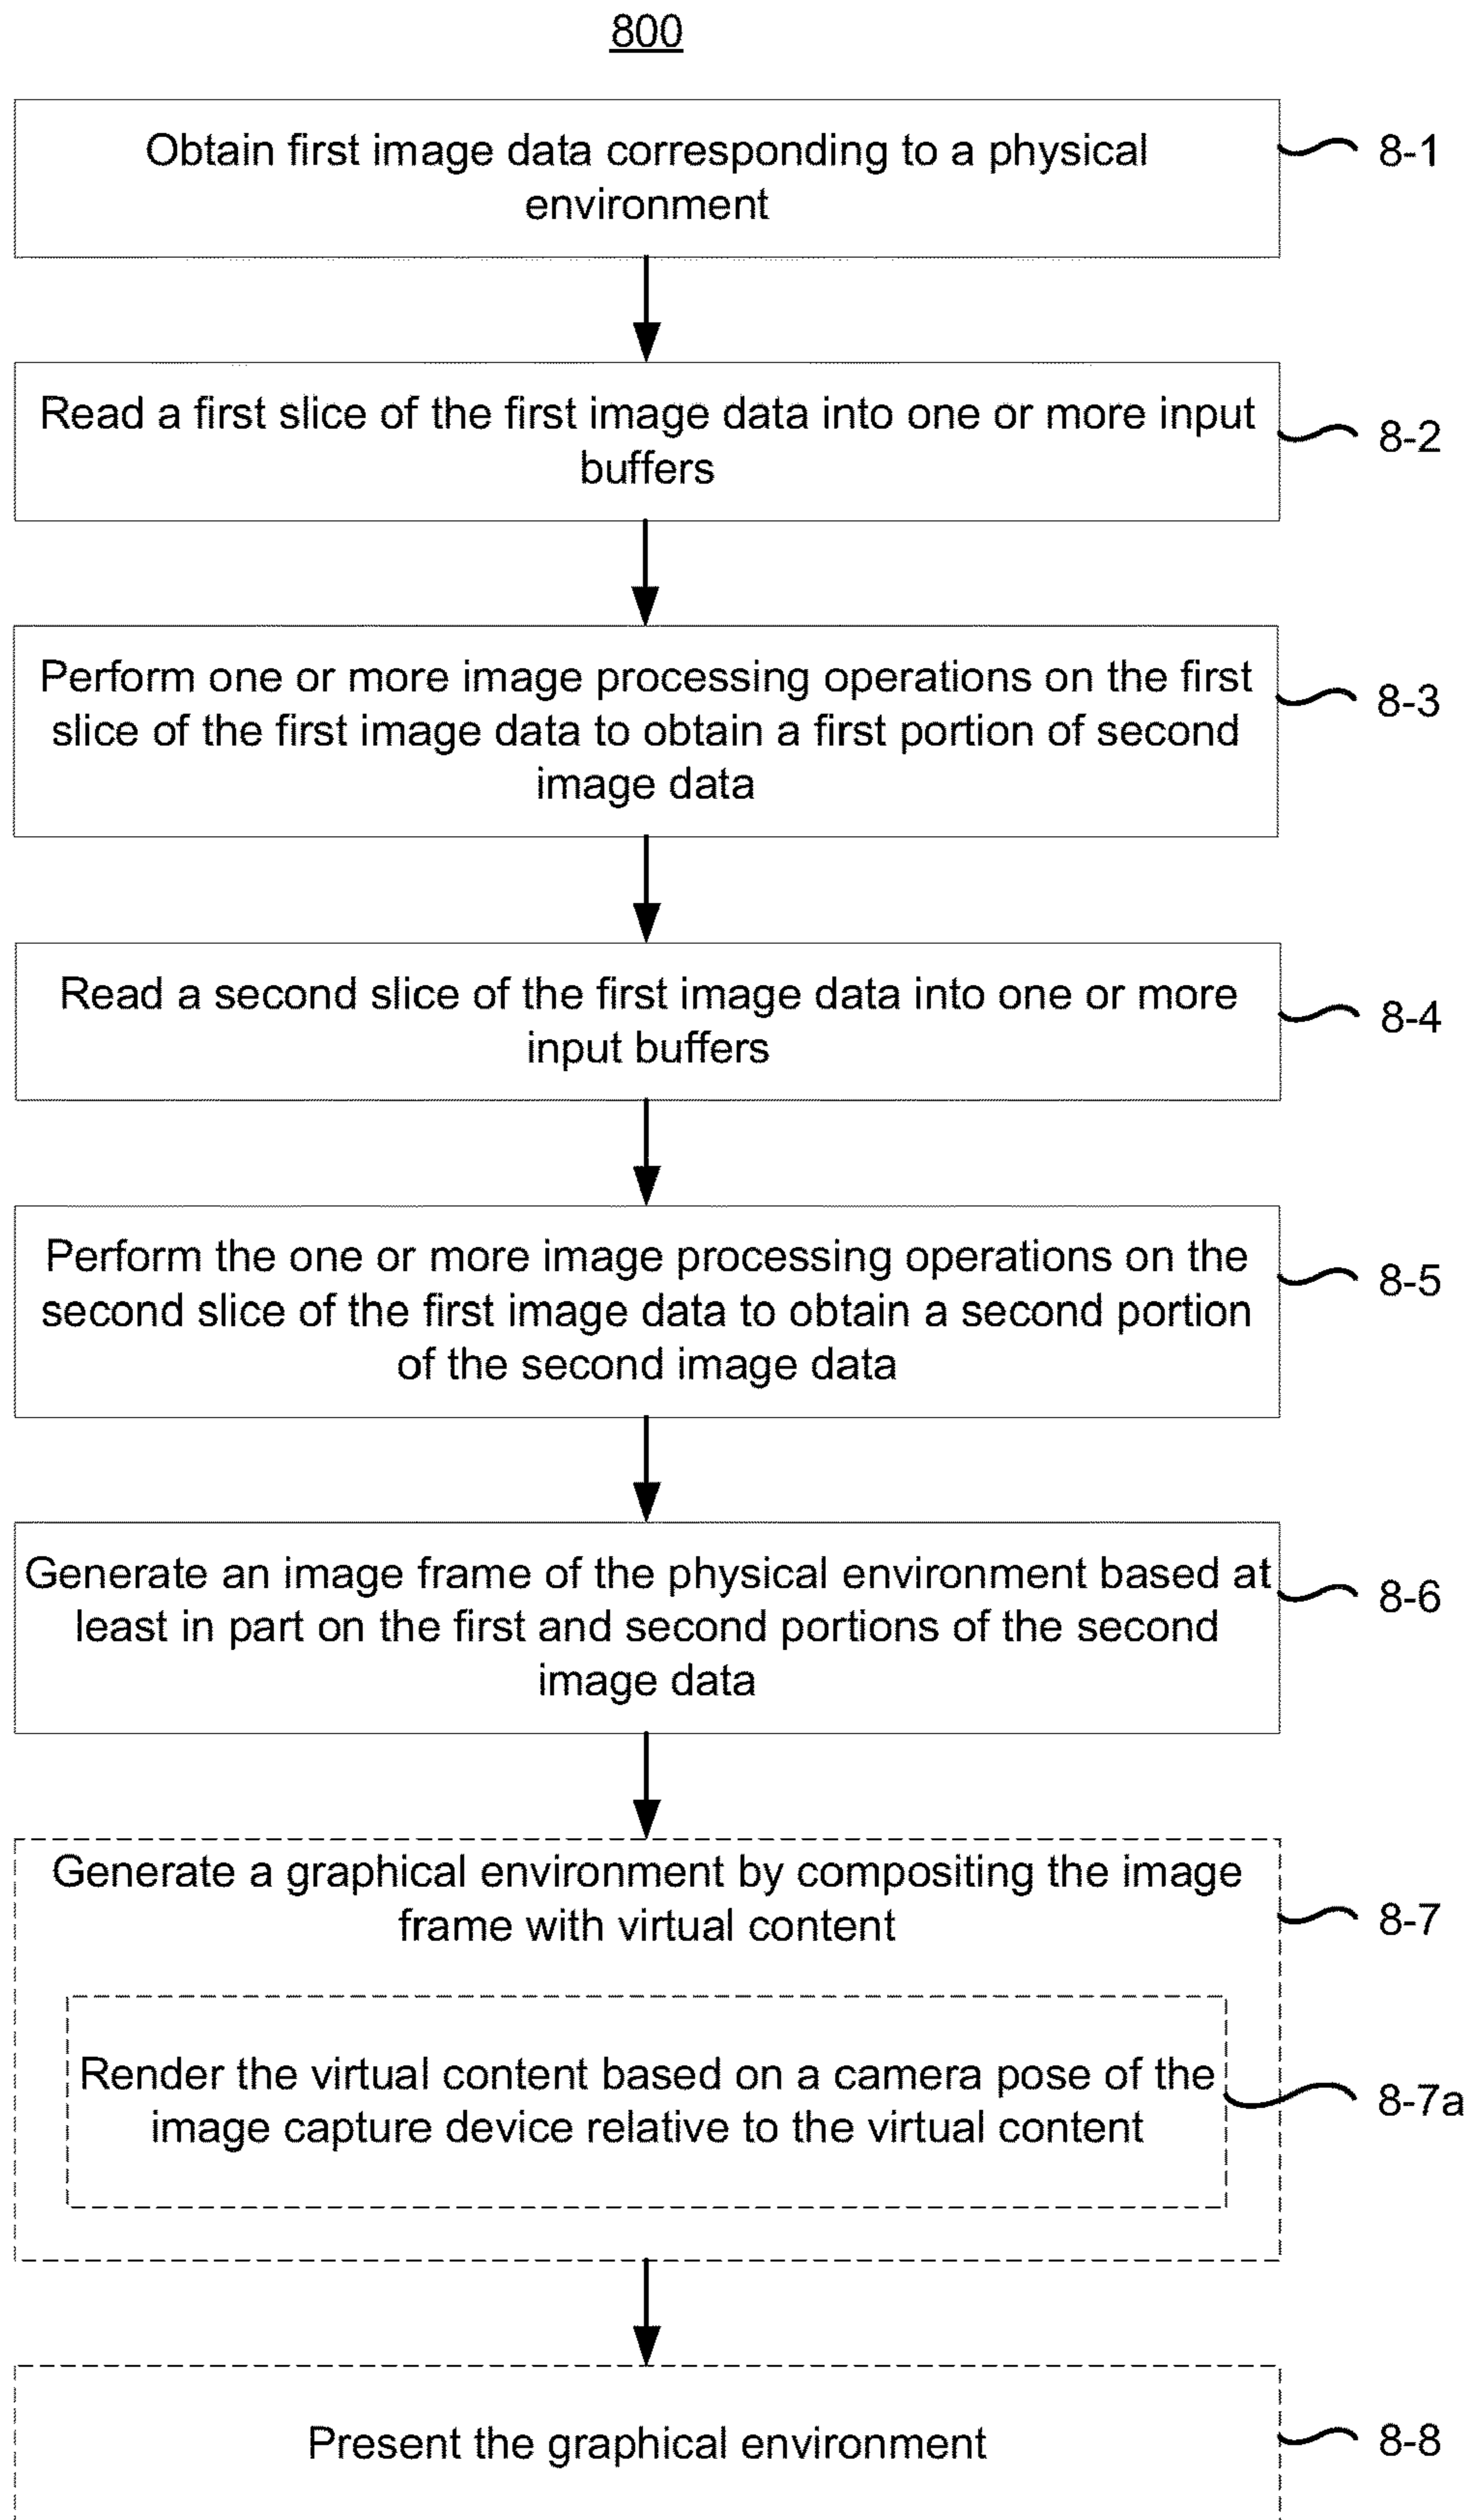 800
Obtain first image data corresponding to a physical
environment
8-1
Read a first slice of the first image data into one or more input
buffers
8-2
Perform one or more image processing operations on the first
slice of the first image data to obtain a first portion of second
image data
8-3
Read a second slice of the first image data into one or more
input buffers
8-4
Perform the one or more image processing operations on the
second slice of the first image data to obtain a second portion
of the second image data
8-5
Generate an image frame of the physical environment based at
least in part on the first and second portions of the second
image data
8-6
Generate a graphical environment by compositing the image
frame with virtual content
8-7
Render the virtual content based on a camera pose of the
image capture device relative to the virtual content
8-7a
Present the graphical environment
8-8